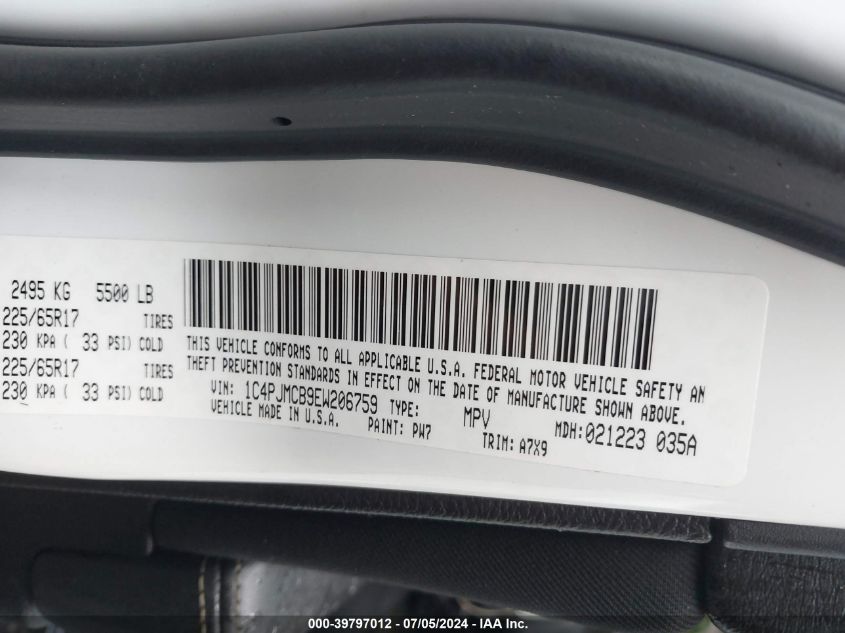 2495 KG 5500 LB
225/65R17 TIRES
230 KPA ( 33 PSI) COLD
225/65R17 TIRES
230 KPA ( 33 PSI) COLD
THIS VEHICLE CONFORMS TO ALL APPLICABLE U.S.A. FEDERAL MOTOR VEHICLE SAFETY AN
THEFT PREVENTION STANDARDS IN EFFECT ON THE DATE OF MANUFACTURE SHOWN ABOVE.
VIN: 1C4PJMCB9EW206759 TYPE: MPV MDH:021223 035A
VEHICLE MADE IN U.S.A. PAINT: PW7 TRIM: A7X9
000-39797012 - 07/05/2024 - IAA Inc.